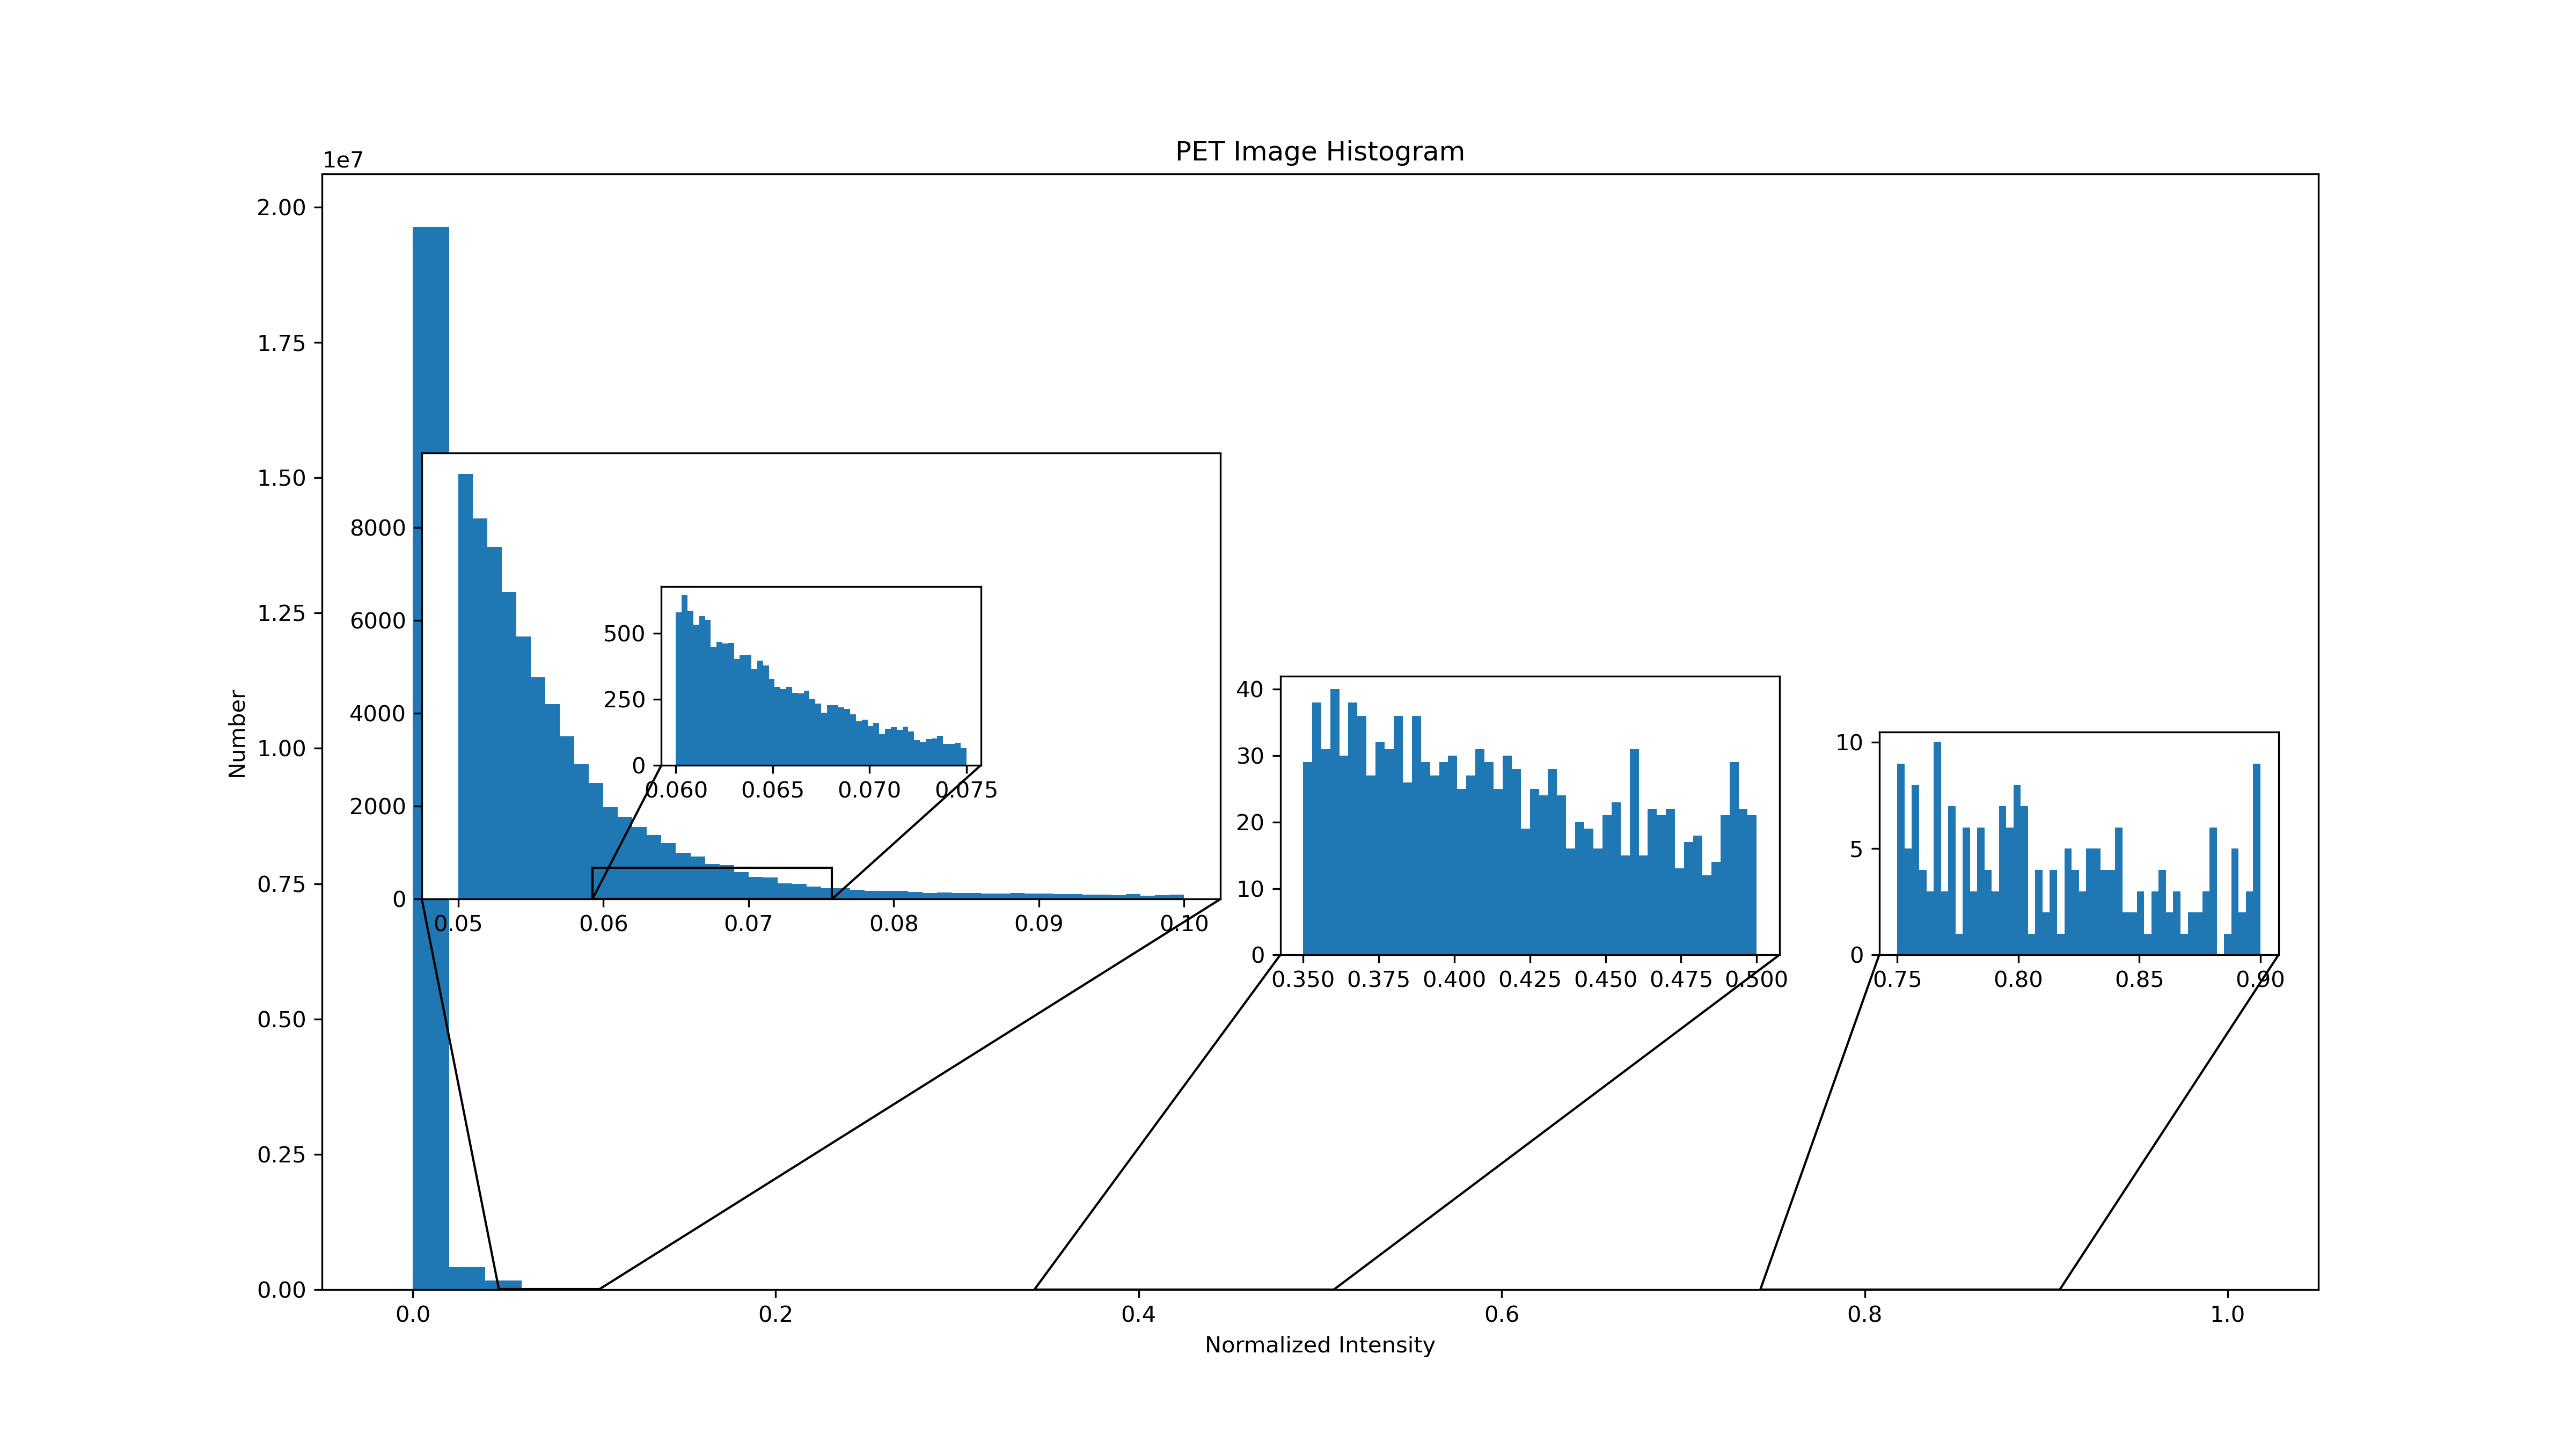 PET Image Histogram
1e7
2.00
1.75
1.50
1.25
1.00
0.75
0.50
0.25
0.00
Number
8000
6000
4000
2000
0
0.05 0.06 0.07 0.08 0.09 0.10
500
250
0
0.060 0.065 0.070 0.075
40
30
20
10
0
0.350 0.375 0.400 0.425 0.450 0.475 0.500
10
5
0
0.75 0.80 0.85 0.90
0.0 0.2 0.4 0.6 0.8 1.0
Normalized Intensity